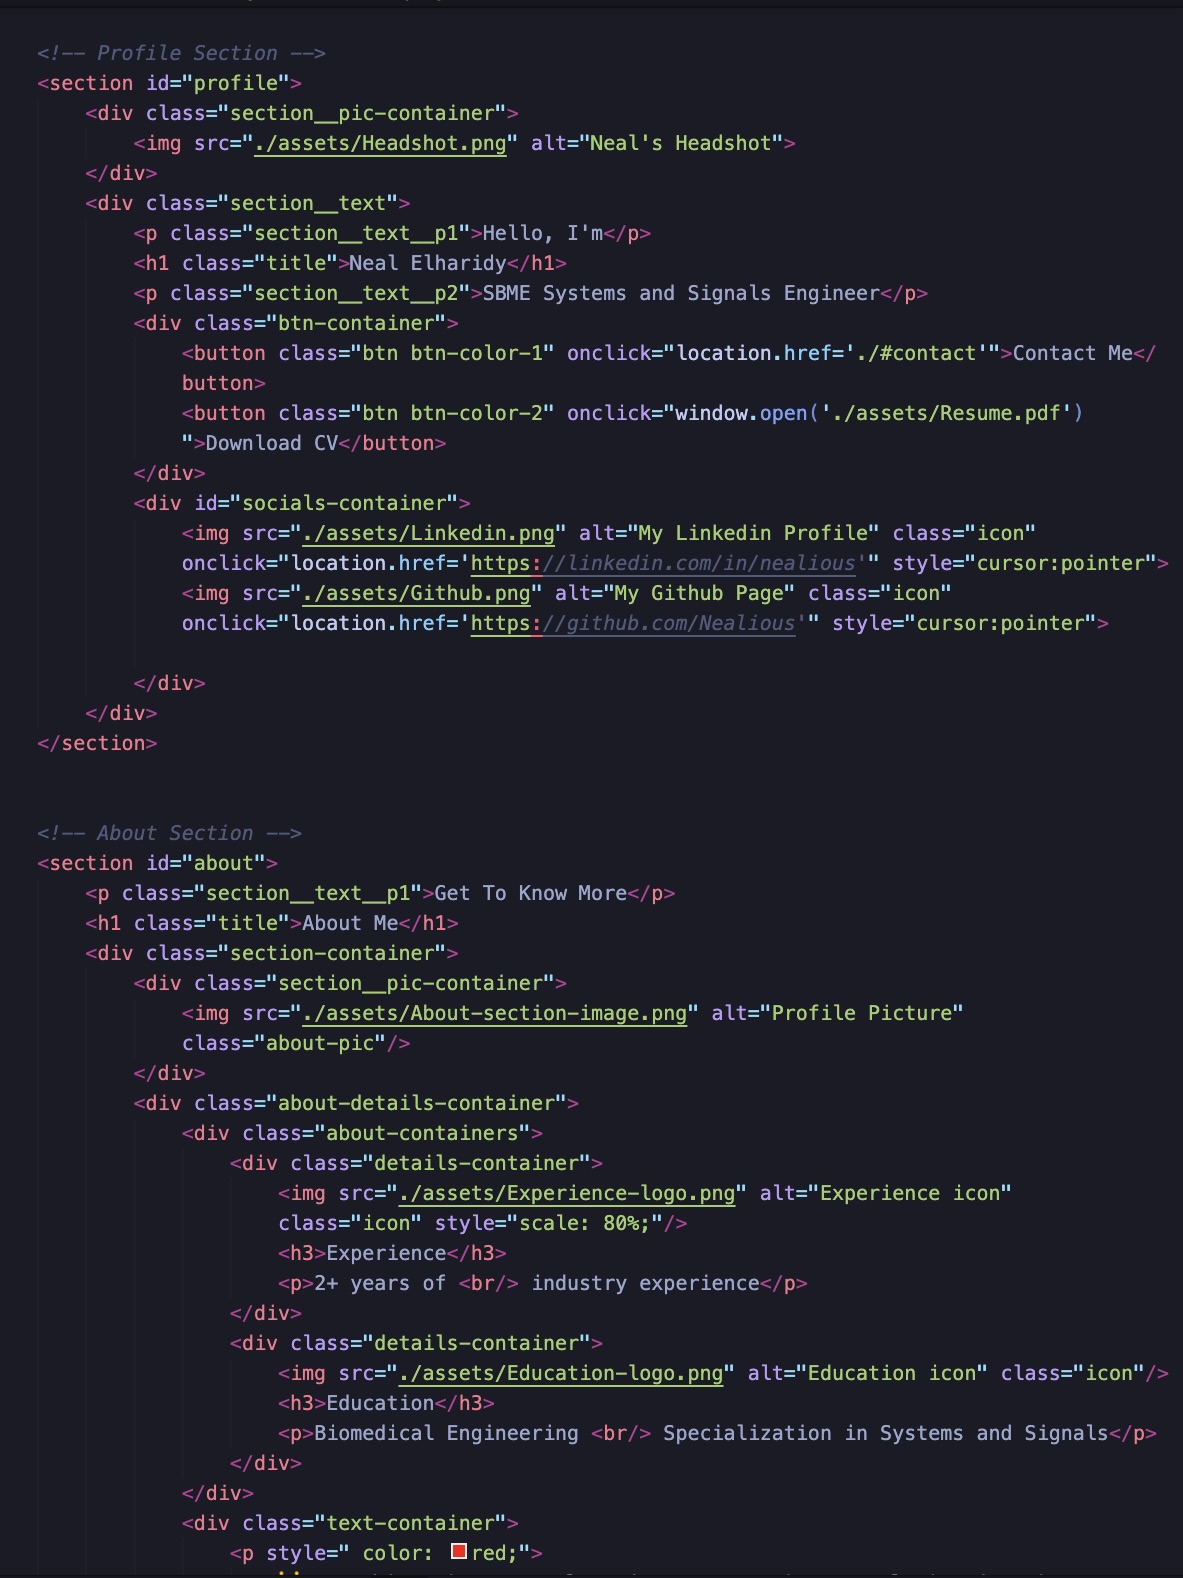 <!-- Profile Section -->
<section id="profile">
<div class="section__pic-container">
<img src="./assets/Headshot.png" alt="Neal's Headshot">
</div>
<div class="section__text">
<p class="section__text__p1">Hello, I'm</p>
<h1 class="title">Neal Elharidy</h1>
<p class="section__text__p2">SBME Systems and Signals Engineer</p>
<div class="btn-container">
<button class="btn btn-color-1" onclick="location.href='./#contact'">Contact Me</
button>
<button class="btn btn-color-2" onclick="window.open('./assets/Resume.pdf')
">Download CV</button>
</div>
<div id="socials-container">
<img src="./assets/Linkedin.png" alt="My Linkedin Profile" class="icon"
onclick="location.href='https://linkedin.com/in/nealious'" style="cursor:pointer">
<img src="./assets/Github.png" alt="My Github Page" class="icon"
onclick="location.href='https://github.com/Nealious'" style="cursor:pointer">
</div>
</div>
</section>
<!-- About Section -->
<section id="about">
<p class="section__text__p1">Get To Know More</p>
<h1 class="title">About Me</h1>
<div class="section-container">
<div class="section__pic-container">
<img src="./assets/About-section-image.png" alt="Profile Picture"
class="about-pic"/>
</div>
<div class="about-details-container">
<div class="about-containers">
<div class="details-container">
<img src="./assets/Experience-logo.png" alt="Experience icon"
class="icon" style="scale: 80%;"/>
<h3>Experience</h3>
<p>2+ years of <br/> industry experience</p>
</div>
<div class="details-container">
<img src="./assets/Education-logo.png" alt="Education icon" class="icon"/>
<h3>Education</h3>
<p>Biomedical Engineering <br/> Specialization in Systems and Signals</p>
</div>
</div>
<div class="text-container">
<p style=" color: red;">